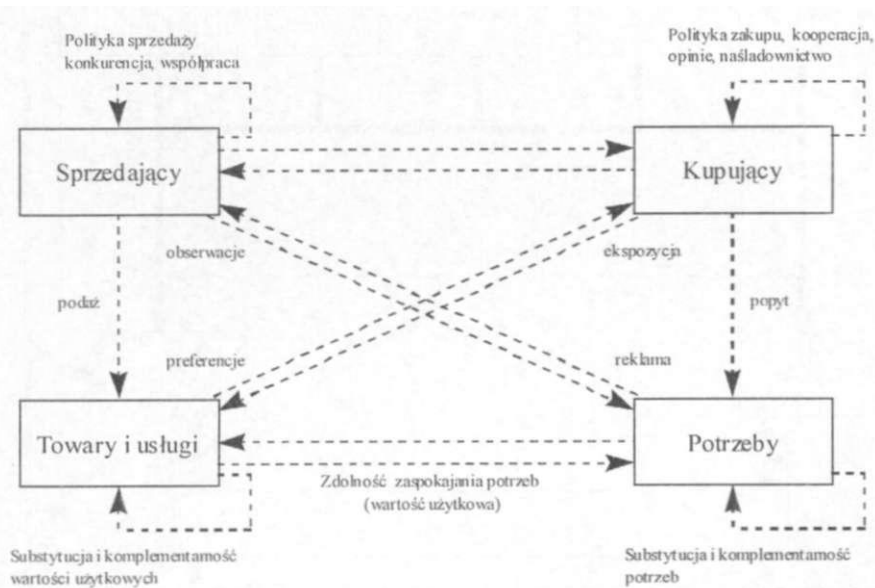 Polityka sprzedaży
konkurencja, współpraca
Polityka zakupu, kooperacja,
opinie, naśladownictwo
Sprzedający
Kupujący
obserwacje
ekspozycja
podaż
popyt
preferencje
reklama
Towary i usługi
Potrzeby
Zdolność zaspokajania potrzeb
(wartość użytkowa)
Substytucja i komplementarność
wartości użytkowych
Substytucja i komplementarność
potrzeb